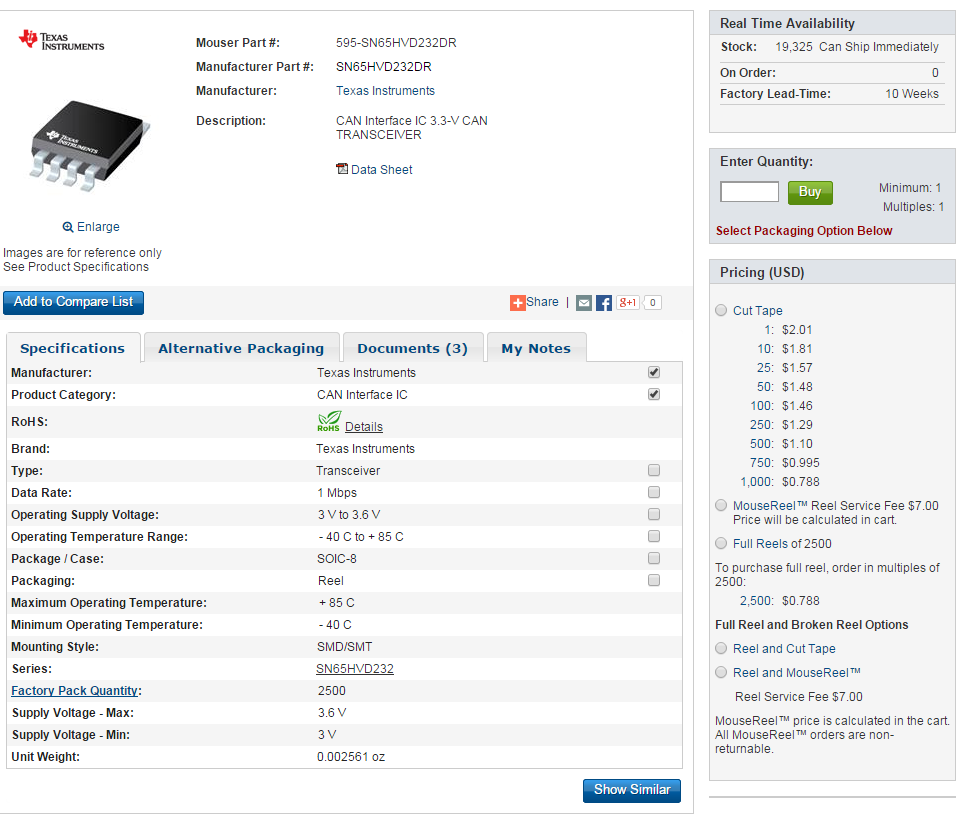 TEXAS
INSTRUMENTS
Mouser Part #: 595-SN65HVD232DR
Manufacturer Part #: SN65HVD232DR
Manufacturer: Texas Instruments
Description: CAN Interface IC 3.3-V CAN
TRANSCEIVER
Data Sheet
TEXAS
INSTRUMENTS
Enlarge
Images are for reference only
See Product Specifications
Add to Compare List
Share | g+1 0
Specifications Alternative Packaging Documents (3) My Notes
Manufacturer: Texas Instruments
Product Category: CAN Interface IC
RoHS: RoHS Details
Brand: Texas Instruments
Type: Transceiver
Data Rate: 1 Mbps
Operating Supply Voltage: 3 V to 3.6 V
Operating Temperature Range: - 40 C to + 85 C
Package / Case: SOIC-8
Packaging: Reel
Maximum Operating Temperature: + 85 C
Minimum Operating Temperature: - 40 C
Mounting Style: SMD/SMT
Series: SN65HVD232
Factory Pack Quantity: 2500
Supply Voltage - Max: 3.6 V
Supply Voltage - Min: 3 V
Unit Weight: 0.002561 oz
Show Similar
Real Time Availability
Stock: 19,325 Can Ship Immediately
On Order: 0
Factory Lead-Time: 10 Weeks
Enter Quantity:
Buy Minimum: 1
Multiples: 1
Select Packaging Option Below
Pricing (USD)
Cut Tape
1: $2.01
10: $1.81
25: $1.57
50: $1.48
100: $1.46
250: $1.29
500: $1.10
750: $0.995
1,000: $0.788
MouseReel™ Reel Service Fee $7.00
Price will be calculated in cart.
Full Reels of 2500
To purchase full reel, order in multiples of
2500:
2,500: $0.788
Full Reel and Broken Reel Options
Reel and Cut Tape
Reel and MouseReel™
Reel Service Fee $7.00
MouseReel™ price is calculated in the cart.
All MouseReel™ orders are non-
returnable.